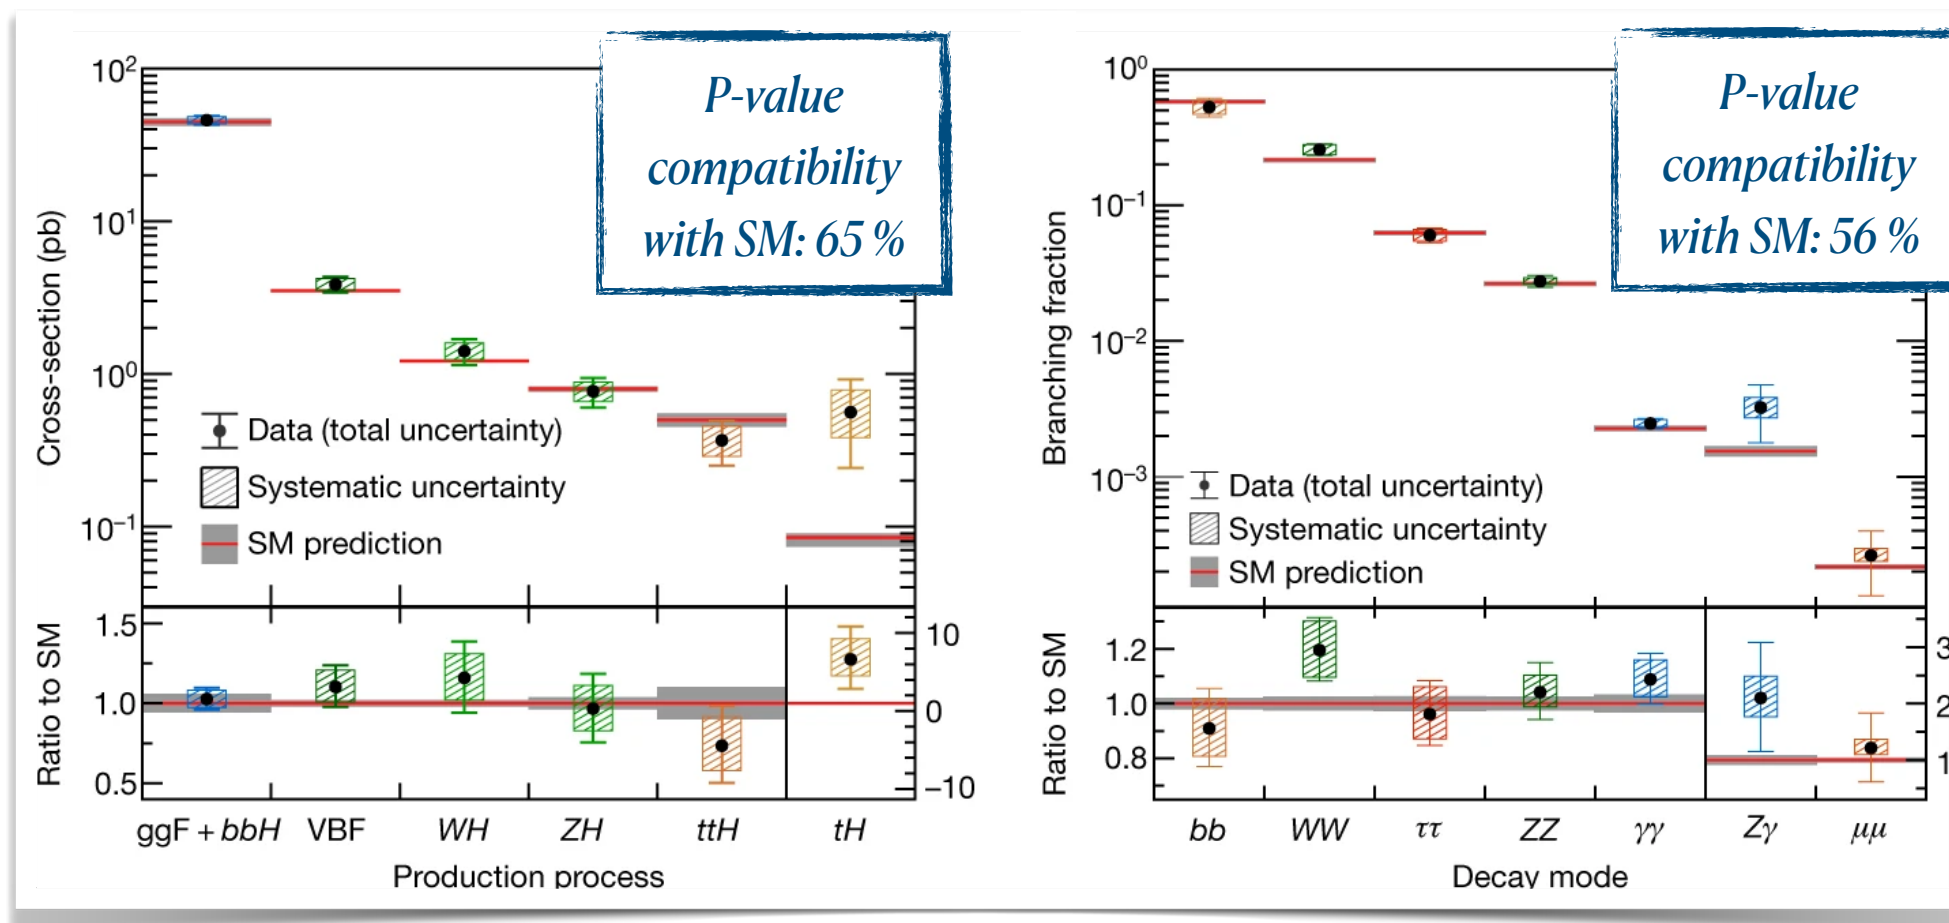 P-value
compatibility
with SM: 65 %
Cross-section (pb)
10²
10¹
10⁰
10⁻¹
Data (total uncertainty)
Systematic uncertainty
SM prediction
Ratio to SM
1.5
1.0
0.5
10
0
−10
ggF + bbH VBF WH ZH ttH tH
Production process
P-value
compatibility
with SM: 56 %
Branching fraction
10⁰
10⁻¹
10⁻²
10⁻³
Data (total uncertainty)
Systematic uncertainty
SM prediction
Ratio to SM
1.2
1.0
0.8
3
2
1
bb WW ττ ZZ γγ Zγ μμ
Decay mode